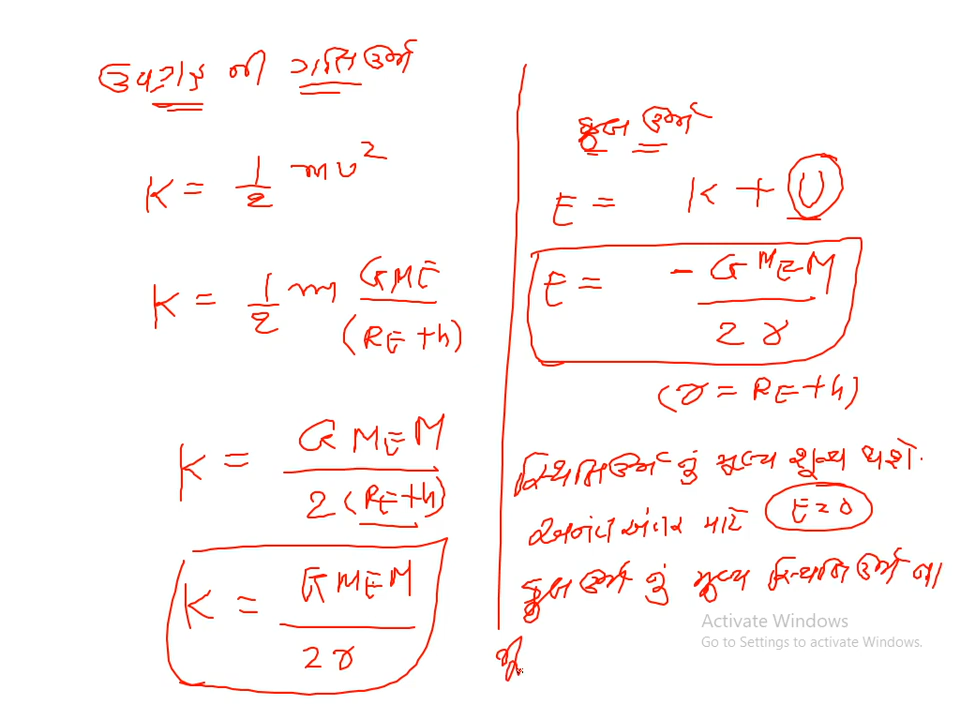 ઉપગ્રહ ની ગતિઉર્જા
K = 1/2 mv²
K = 1/2 m GME/(RE+h)
K = GMEM/2(RE+h)
K = GMEM/2r
કુલ ઉર્જા
E = K + U
E = -GMEM/2r
(r = RE+h)
સ્થિતિઉર્જા નું મૂલ્ય શૂન્ય થશે.
અનંત અંતર માટે E=0
કુલ ઉર્જા નું મૂલ્ય સ્થિતિઉર્જા ના
Activate Windows
Go to Settings to activate Windows.